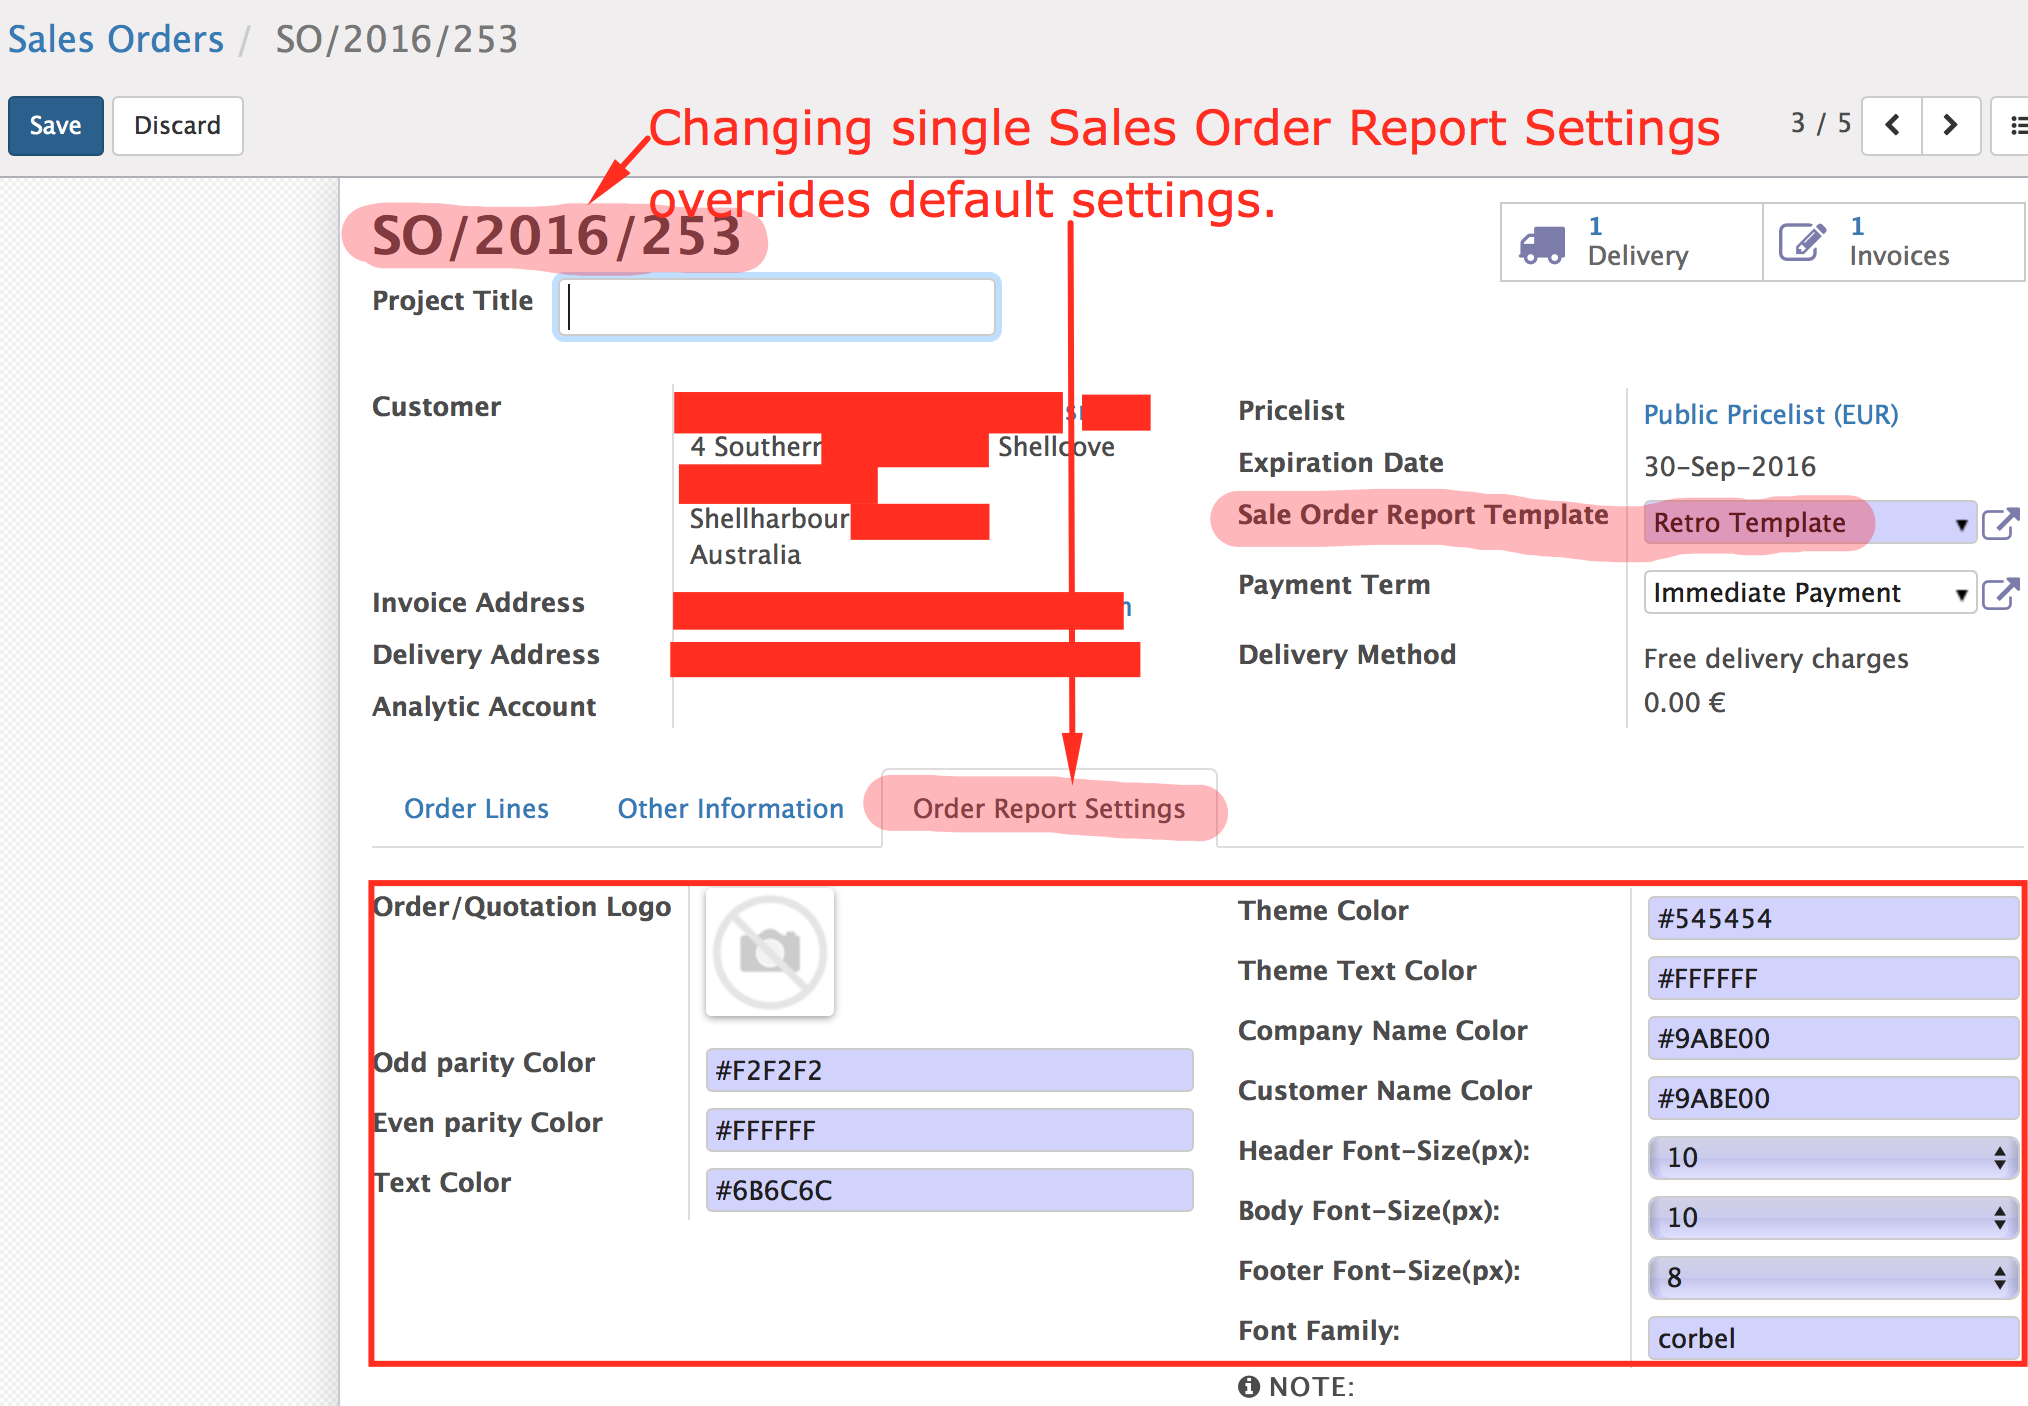 Sales Orders / SO/2016/253
Save Discard
Changing single Sales Order Report Settings
overrides default settings.
3 / 5
SO/2016/253
1
Delivery
1
Invoices
Project Title
Customer
4 Shellcove
Shellharbour
Australia
Invoice Address
Delivery Address
Analytic Account
Pricelist Public Pricelist (EUR)
Expiration Date 30-Sep-2016
Sale Order Report Template Retro Template
Payment Term Immediate Payment
Delivery Method Free delivery charges
0.00 €
Order Lines Other Information Order Report Settings
Order/Quotation Logo
Odd parity Color #F2F2F2
Even parity Color #FFFFFF
Text Color #6B6C6C
Theme Color #545454
Theme Text Color #FFFFFF
Company Name Color #9ABE00
Customer Name Color #9ABE00
Header Font-Size(px): 10
Body Font-Size(px): 10
Footer Font-Size(px): 8
Font Family: corbel
NOTE: